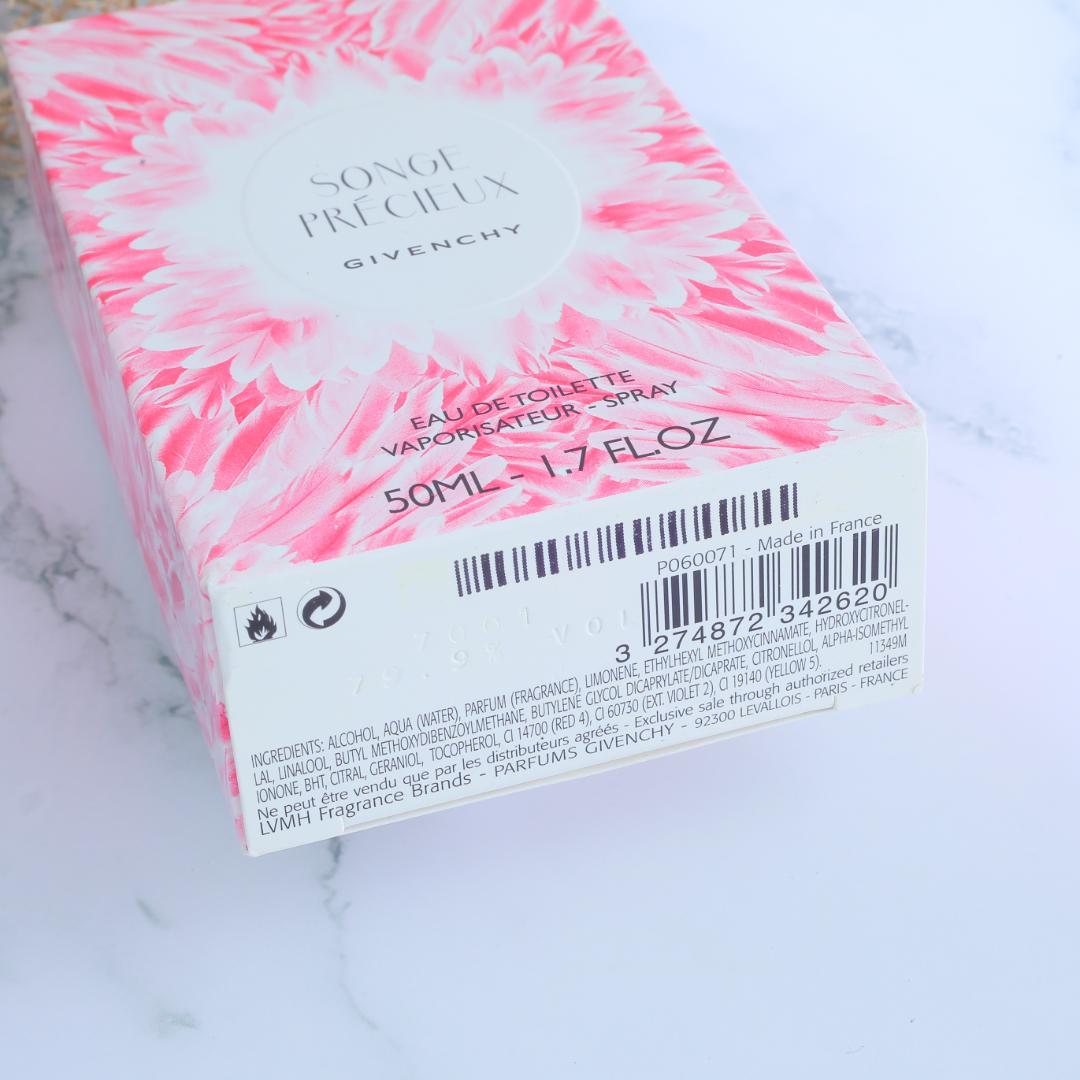 SONGE
PRÉCIEUX
GIVENCHY
EAU DE TOILETTE
VAPORISATEUR - SPRAY
50ML - 1.7 FL.OZ
P060071 - Made in France
3 274872 342620
7001
79.9% VOL
INGREDIENTS: ALCOHOL, AQUA (WATER), PARFUM (FRAGRANCE), LIMONENE, ETHYLHEXYL METHOXYCINNAMATE, HYDROXYCITRONEL-
LAL, LINALOOL, BUTYL METHOXYDIBENZOYLMETHANE, BUTYLENE GLYCOL DICAPRYLATE/DICAPRATE, CITRONELLOL, ALPHA-ISOMETHYL
IONONE, BHT, CITRAL, GERANIOL, TOCOPHEROL, CI 14700 (RED 4), CI 60730 (EXT. VIOLET 2), CI 19140 (YELLOW 5). 11349M
Ne peut être vendu que par les distributeurs agréés - Exclusive sale through authorized retailers
LVMH Fragrance Brands - PARFUMS GIVENCHY - 92300 LEVALLOIS - PARIS - FRANCE